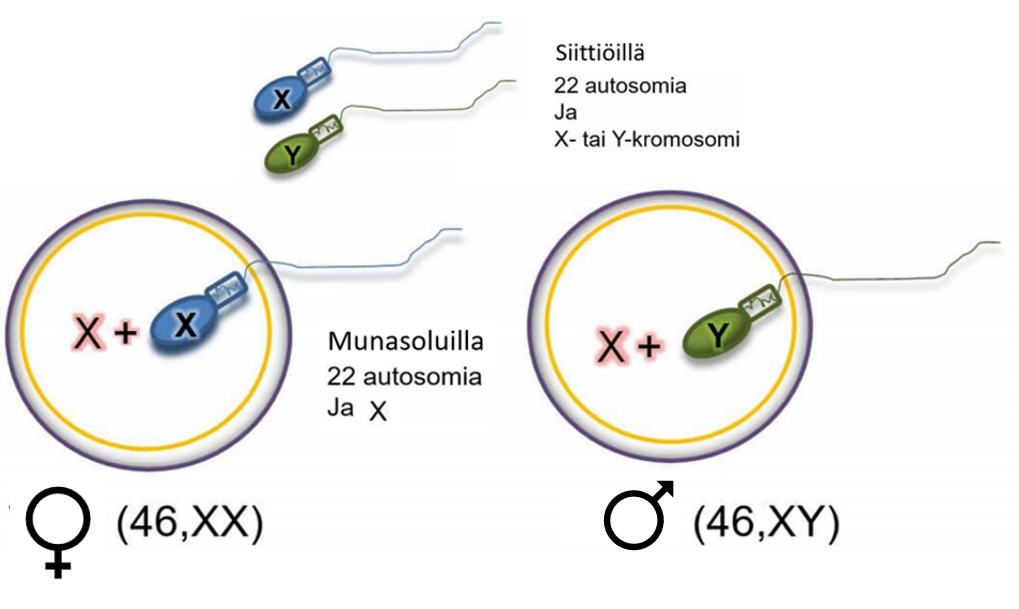 X
Y
Siittiöillä
22 autosomia
Ja
X- tai Y-kromosomi
X + X
Munasoluilla
22 autosomia
Ja X
X + Y
(46,XX)
(46,XY)